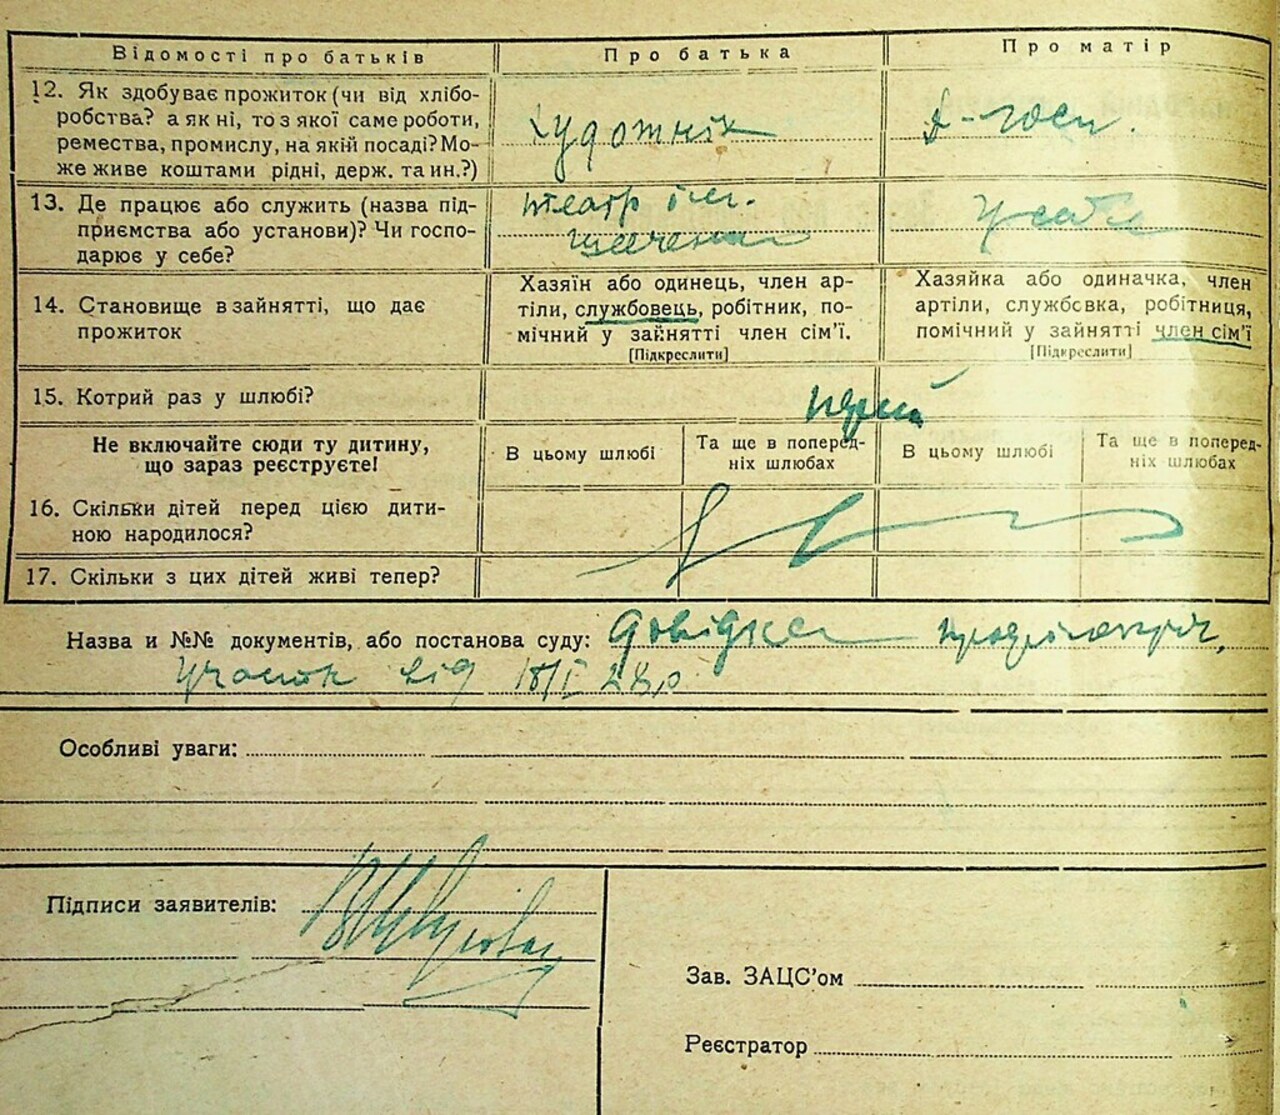 Відомості про батьків
Про батька
Про матір
12. Як здобуває прожиток (чи від хлібо-
робства? а як ні, то з якої саме роботи,
ремества, промислу, на якій посаді? Мо-
же живе коштами рідні, держ. та ин.?)
художнік
д-госп.
13. Де працює або служить (назва під-
приємства або установи)? Чи госпо-
дарює у себе?
театр ім.
Шевченка
У себе
14. Становище в зайнятті, що дає
прожиток
Хазяїн або одинець, член ар-
тіли, службовець, робітник, по-
мічний у зайнятті член сім'ї.
[Підкреслити]
Хазяйка або одиначка, член
артіли, службовка, робітниця,
помічний у зайнятті член сім'ї
[Підкреслити]
15. Котрий раз у шлюбі?
Не включайте сюди ту дитину,
що зараз реєструєте!
В цьому шлюбі
Та ще в поперед-
ніх шлюбах
В цьому шлюбі
Та ще в поперед-
ніх шлюбах
16. Скільки дітей перед цією дити-
ною народилося?
17. Скільки з цих дітей живі тепер?
Назва и №№ документів, або постанова суду: довідка
від 18/I 28 р
Особливі уваги:
Підписи заявителів:
Зав. ЗАЦС'ом
Реєстратор